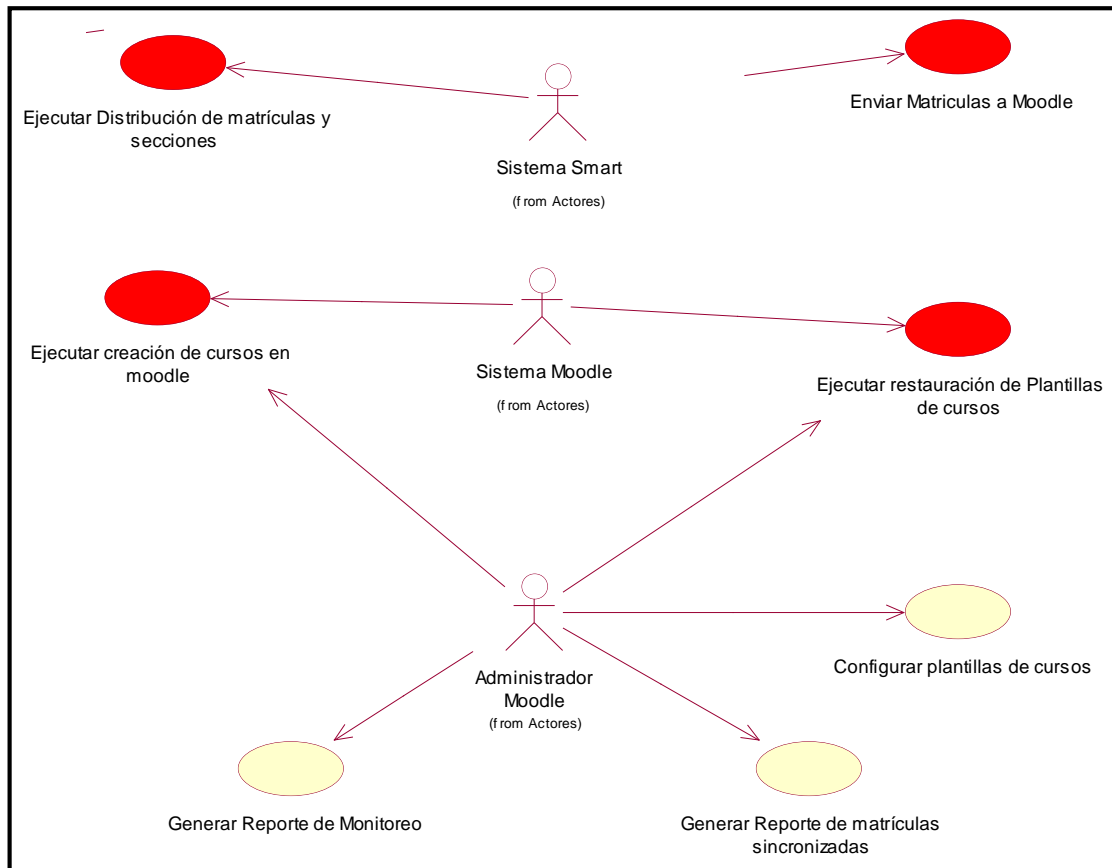 Ejecutar Distribución de matrículas y
secciones
Enviar Matriculas a Moodle
Sistema Smart
(from Actores)
Ejecutar creación de cursos en
moodle
Sistema Moodle
(from Actores)
Ejecutar restauración de Plantillas
de cursos
Administrador
Moodle
(from Actores)
Configurar plantillas de cursos
Generar Reporte de Monitoreo
Generar Reporte de matrículas
sincronizadas